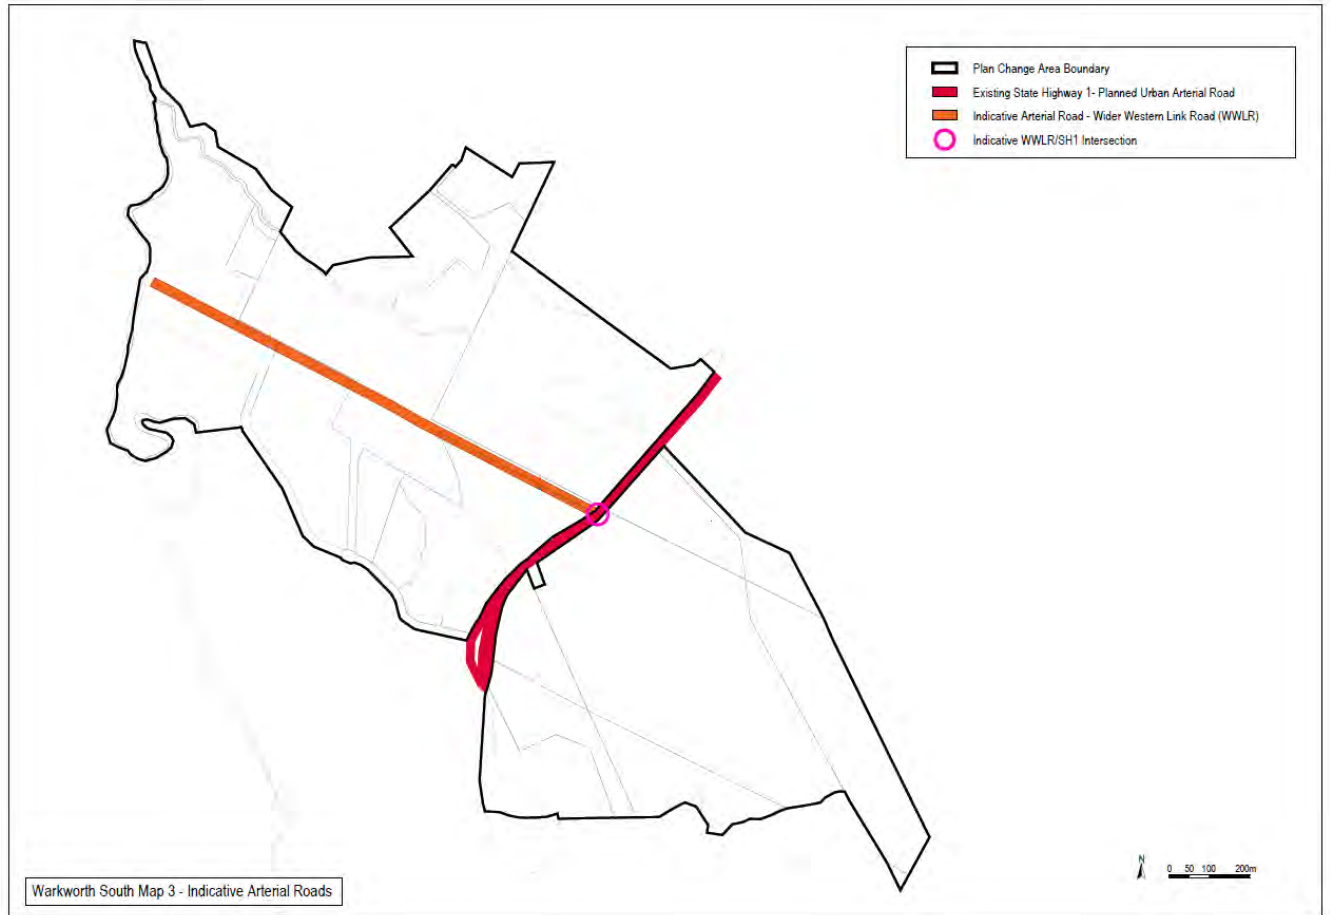 Plan Change Area Boundary
Existing State Highway 1- Planned Urban Arterial Road
Indicative Arterial Road - Wider Western Link Road (WWLR)
Indicative WWLR/SH1 Intersection
N
0 50 100 200m
Warkworth South Map 3 - Indicative Arterial Roads